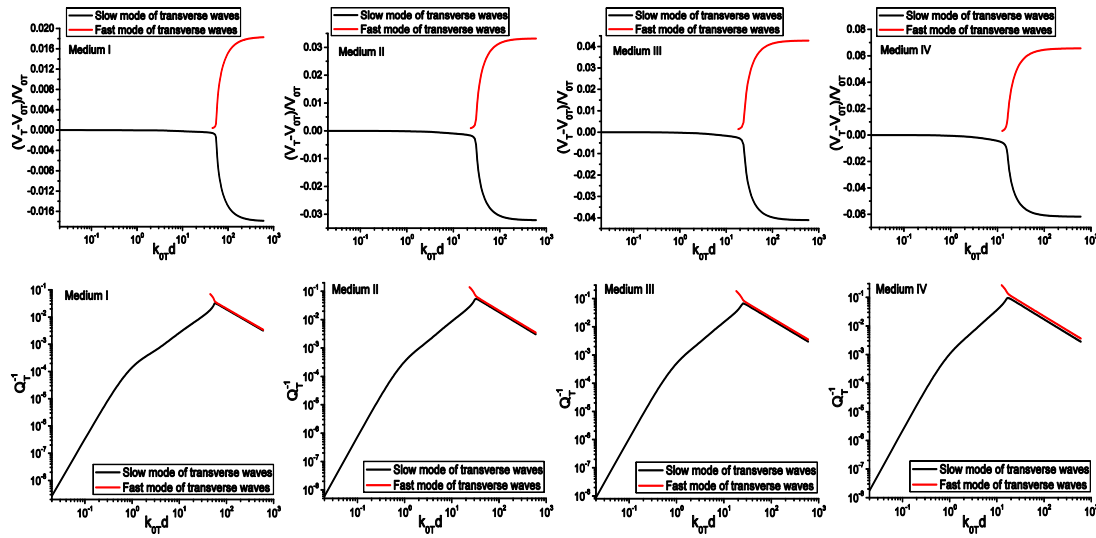 Slow mode of transverse waves
Fast mode of transverse waves
Medium I
0.020
0.016
0.012
0.008
0.004
0.000
-0.004
-0.008
-0.012
-0.016
(V_T-V_0T)/V_0T
10^-1 10^0 10^1 10^2 10^3
k_0T d
Slow mode of transverse waves
Fast mode of transverse waves
Medium II
0.03
0.02
0.01
0.00
-0.01
-0.02
-0.03
(V_T-V_0T)/V_0T
10^-1 10^0 10^1 10^2 10^3
k_0T d
Slow mode of transverse waves
Fast mode of transverse waves
Medium III
0.04
0.03
0.02
0.01
0.00
-0.01
-0.02
-0.03
-0.04
(V_T-V_0T)/V_0T
10^-1 10^0 10^1 10^2 10^3
k_0T d
Slow mode of transverse waves
Fast mode of transverse waves
Medium IV
0.08
0.06
0.04
0.02
0.00
-0.02
-0.04
-0.06
(V_T-V_0T)/V_0T
10^-1 10^0 10^1 10^2 10^3
k_0T d
Medium I
10^-1
10^-2
10^-3
10^-4
10^-5
10^-6
10^-7
10^-8
Q_T^-1
Slow mode of transverse waves
Fast mode of transverse waves
10^-1 10^0 10^1 10^2 10^3
k_0T d
Medium II
10^-1
10^-2
10^-3
10^-4
10^-5
10^-6
10^-7
10^-8
Q_T^-1
Slow mode of transverse waves
Fast mode of transverse waves
10^-1 10^0 10^1 10^2 10^3
k_0T d
Medium III
10^-1
10^-2
10^-3
10^-4
10^-5
10^-6
10^-7
10^-8
Q_T^-1
Slow mode of transverse waves
Fast mode of transverse waves
10^-1 10^0 10^1 10^2 10^3
k_0T d
Medium IV
10^-1
10^-2
10^-3
10^-4
10^-5
10^-6
10^-7
10^-8
Q_T^-1
Slow mode of transverse waves
Fast mode of transverse waves
10^-1 10^0 10^1 10^2 10^3
k_0T d